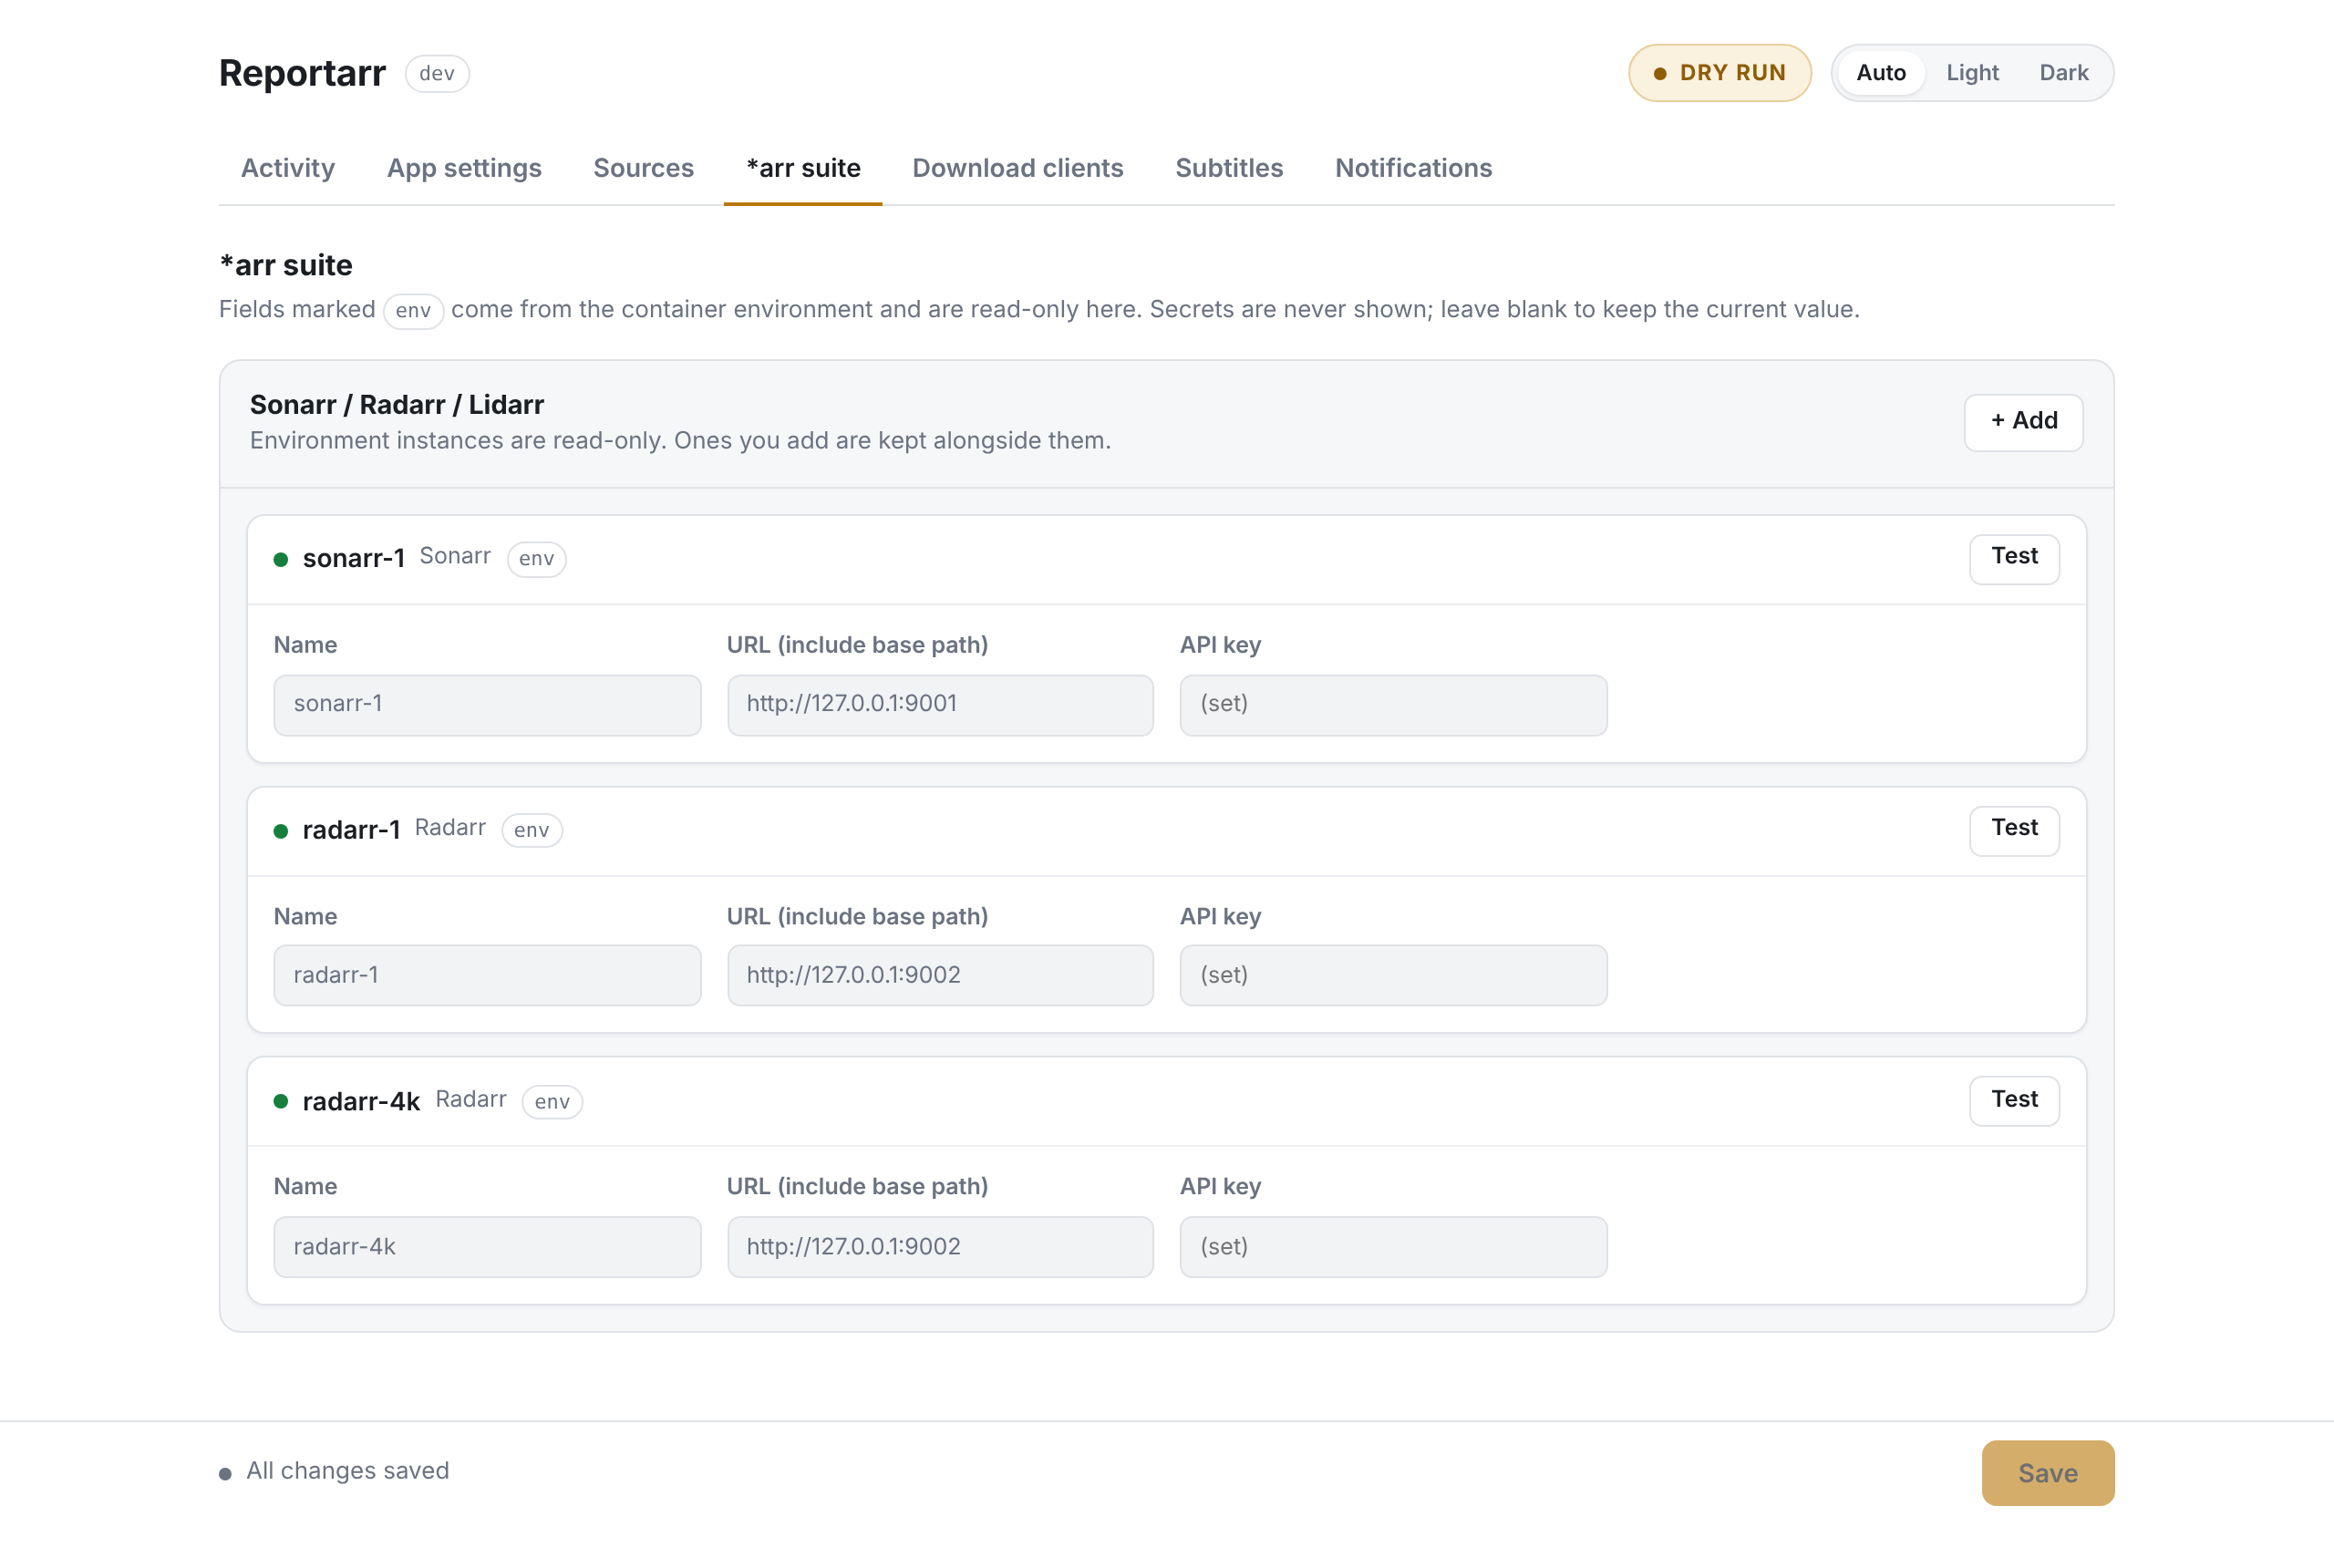 Reportarr dev
DRY RUN
Auto Light Dark
Activity App settings Sources *arr suite Download clients Subtitles Notifications
*arr suite
Fields marked env come from the container environment and are read-only here. Secrets are never shown; leave blank to keep the current value.
Sonarr / Radarr / Lidarr
Environment instances are read-only. Ones you add are kept alongside them.
+ Add
sonarr-1 Sonarr env
Test
Name URL (include base path) API key
sonarr-1 http://127.0.0.1:9001 (set)
radarr-1 Radarr env
Test
Name URL (include base path) API key
radarr-1 http://127.0.0.1:9002 (set)
radarr-4k Radarr env
Test
Name URL (include base path) API key
radarr-4k http://127.0.0.1:9002 (set)
All changes saved
Save